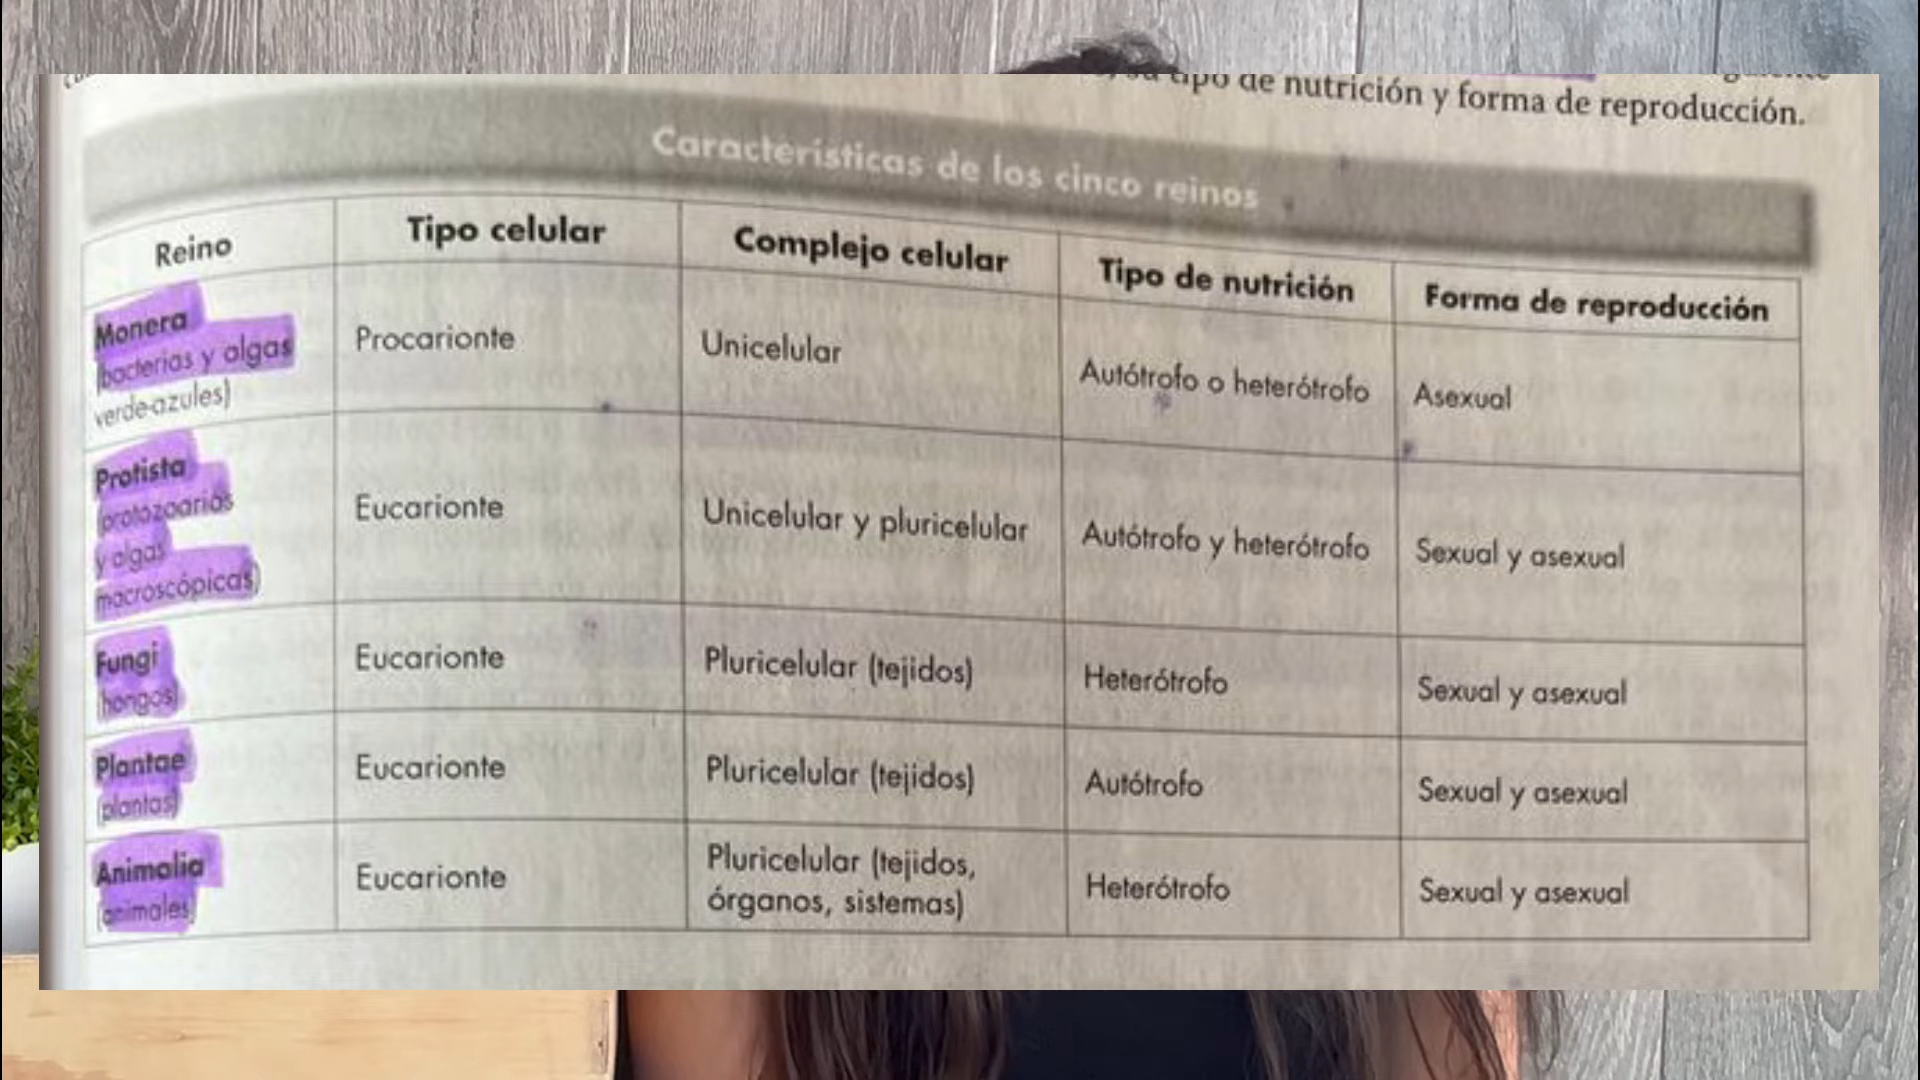 tipo de nutrición y forma de reproducción.
Características de los cinco reinos
Reino Tipo celular Complejo celular Tipo de nutrición Forma de reproducción
Monera
(bacterias y algas
verde-azules)
Procarionte Unicelular Autótrofo o heterótrofo Asexual
Protista
(protozoarios
y algas
macroscópicas)
Eucarionte Unicelular y pluricelular Autótrofo y heterótrofo Sexual y asexual
Fungi
(hongos)
Eucarionte Pluricelular (tejidos) Heterótrofo Sexual y asexual
Plantae
(plantas)
Eucarionte Pluricelular (tejidos) Autótrofo Sexual y asexual
Animalia
(animales)
Eucarionte
Pluricelular (tejidos,
órganos, sistemas)
Heterótrofo Sexual y asexual